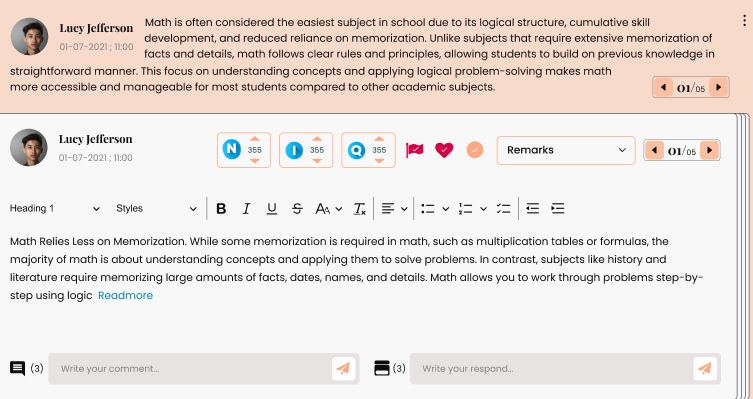 Lucy Jefferson
01-07-2021 ; 11:00
Math is often considered the easiest subject in school due to its logical structure, cumulative skill
development, and reduced reliance on memorization. Unlike subjects that require extensive memorization of
facts and details, math follows clear rules and principles, allowing students to build on previous knowledge in
straightforward manner. This focus on understanding concepts and applying logical problem-solving makes math
more accessible and manageable for most students compared to other academic subjects.
01/05
Lucy Jefferson
01-07-2021 ; 11:00
N 355 I 355 Q 355 Remarks 01/05
Heading 1 Styles B I U S AA Tx
Math Relies Less on Memorization. While some memorization is required in math, such as multiplication tables or formulas, the
majority of math is about understanding concepts and applying them to solve problems. In contrast, subjects like history and
literature require memorizing large amounts of facts, dates, names, and details. Math allows you to work through problems step-by-
step using logic Readmore
(3) Write your comment... (3) Write your respond...